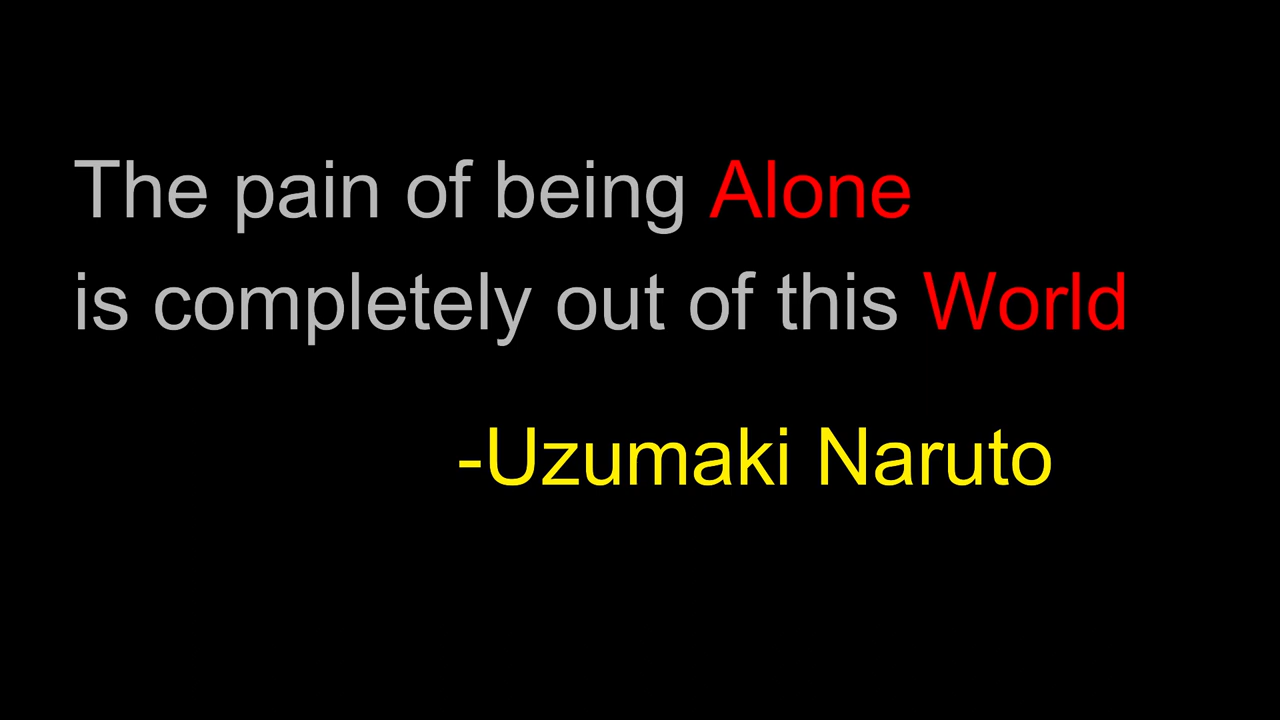 The pain of being Alone
is completely out of this World
-Uzumaki Naruto